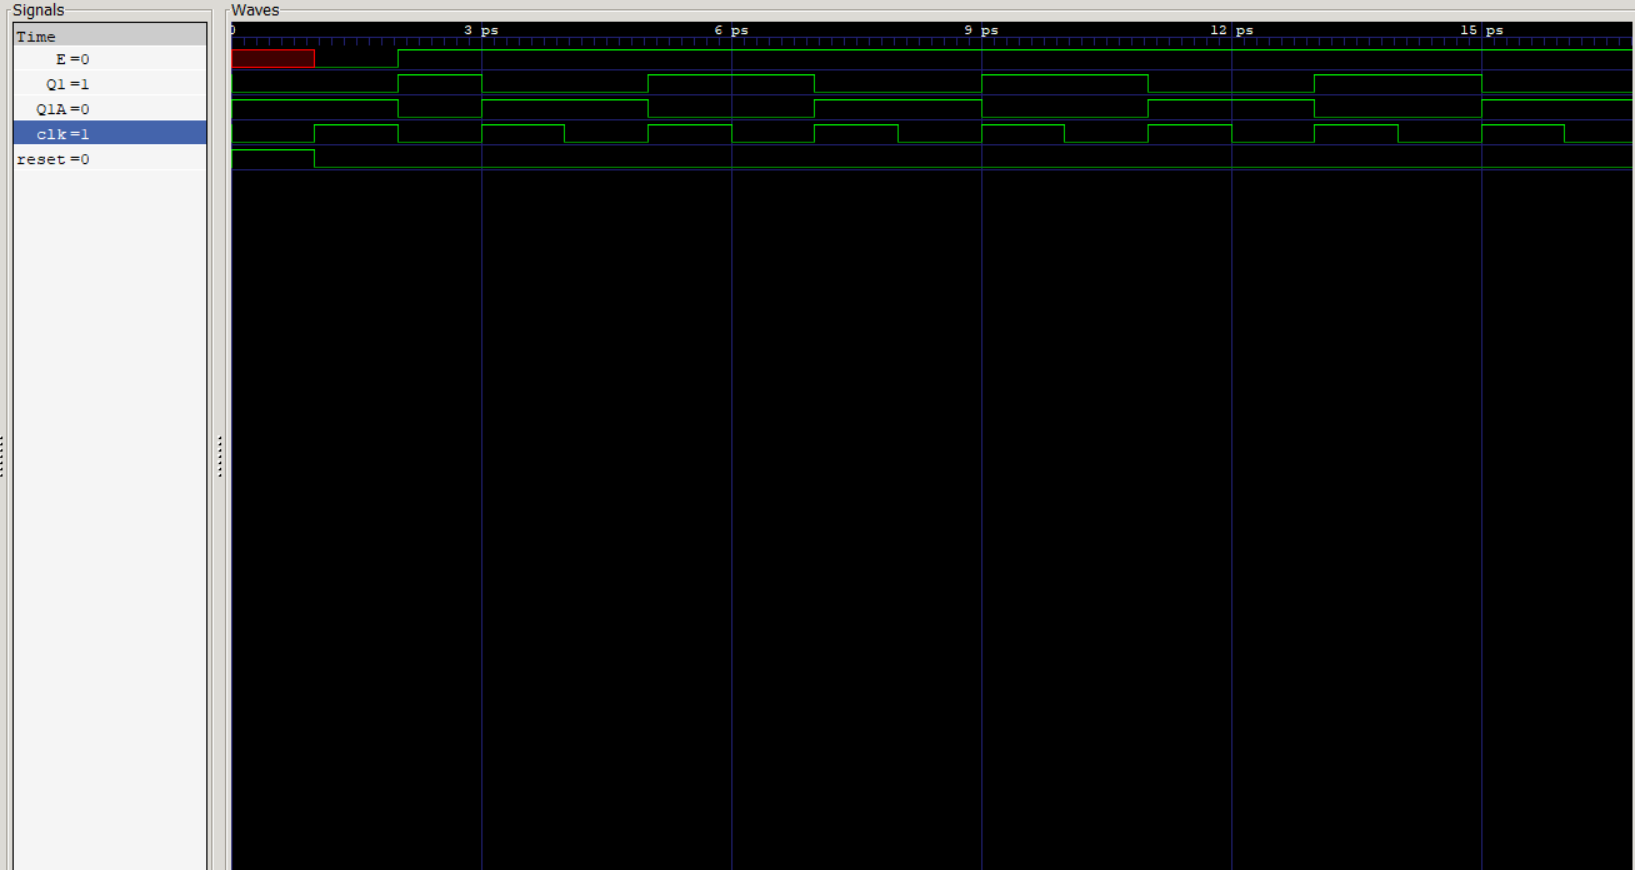 Signals
Waves
Time
0 3 ps 6 ps 9 ps 12 ps 15 ps
E =0
Q1 =1
Q1A =0
clk =1
reset =0